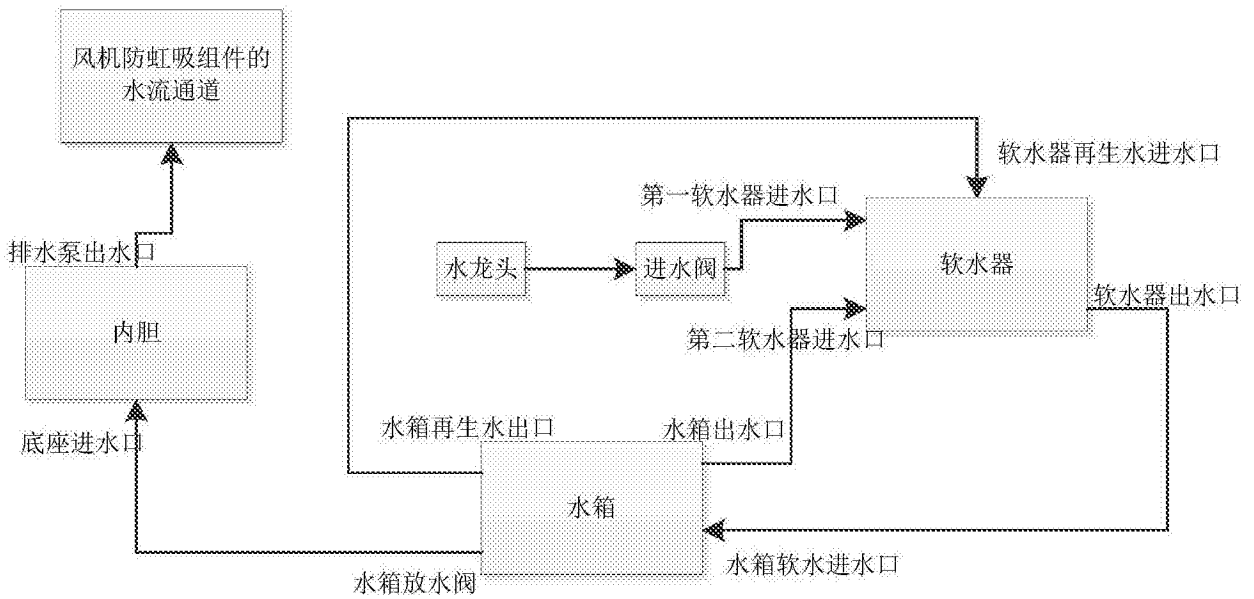 风机防虹吸组件的
水流通道
软水器再生水进水口
第一软水器进水口
排水泵出水口
水龙头
进水阀
软水器
软水器出水口
内胆
第二软水器进水口
底座进水口
水箱再生水出口
水箱出水口
水箱
水箱软水进水口
水箱放水阀